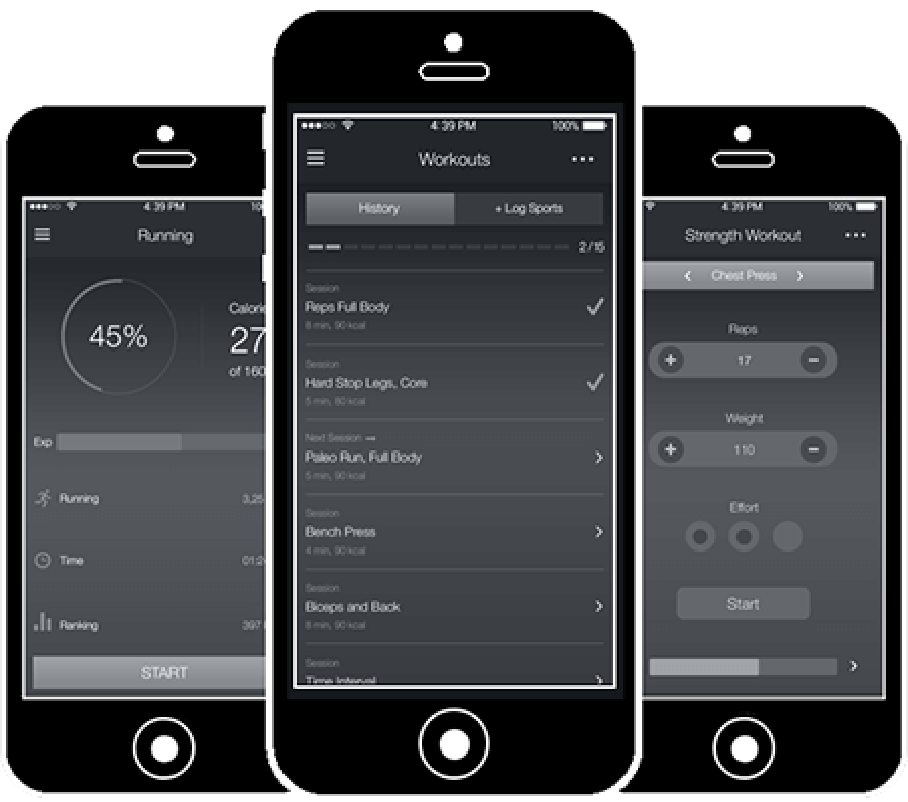 4:39 PM
Running
45%
Calorie
27
of 160
Exp
Running 3,25
Time 01:2
Ranking 397
START
4:39 PM 100%
Workouts
History + Log Sports
2/15
Session
Reps Full Body
8 min, 90 kcal
Session
Hard Stop Legs, Core
5 min, 80 kcal
Next Session
Paleo Run, Full Body
5 min, 90 kcal
Session
Bench Press
4 min, 90 kcal
Session
Biceps and Back
8 min, 90 kcal
Session
Time Interval
4:39 PM 100%
Strength Workout
Chest Press
Reps
+ 17 −
Weight
+ 110 −
Effort
Start